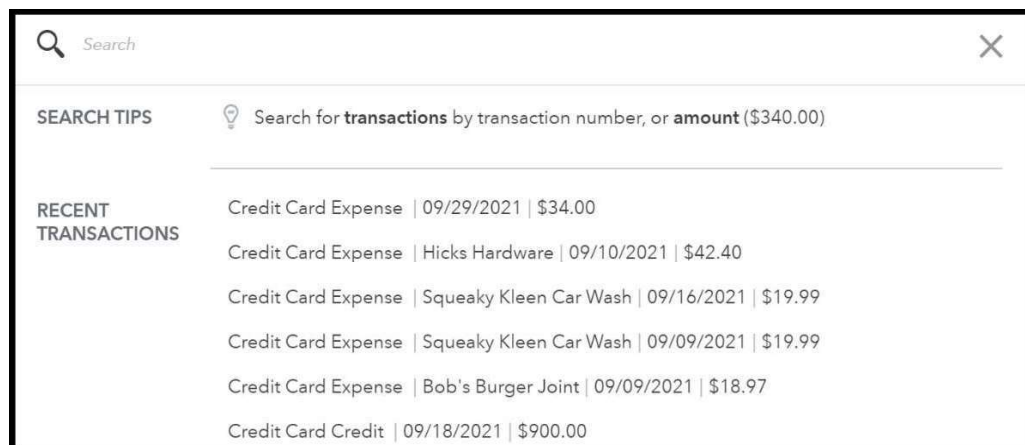 Search
SEARCH TIPS
Search for transactions by transaction number, or amount ($340.00)
RECENT
TRANSACTIONS
Credit Card Expense | 09/29/2021 | $34.00
Credit Card Expense | Hicks Hardware | 09/10/2021 | $42.40
Credit Card Expense | Squeaky Kleen Car Wash | 09/16/2021 | $19.99
Credit Card Expense | Squeaky Kleen Car Wash | 09/09/2021 | $19.99
Credit Card Expense | Bob's Burger Joint | 09/09/2021 | $18.97
Credit Card Credit | 09/18/2021 | $900.00